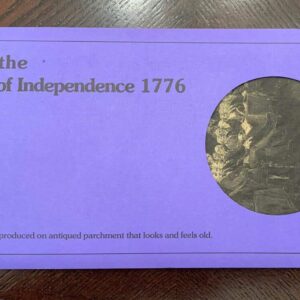 the
of Independence 1776
produced on antiqued parchment that looks and feels old.